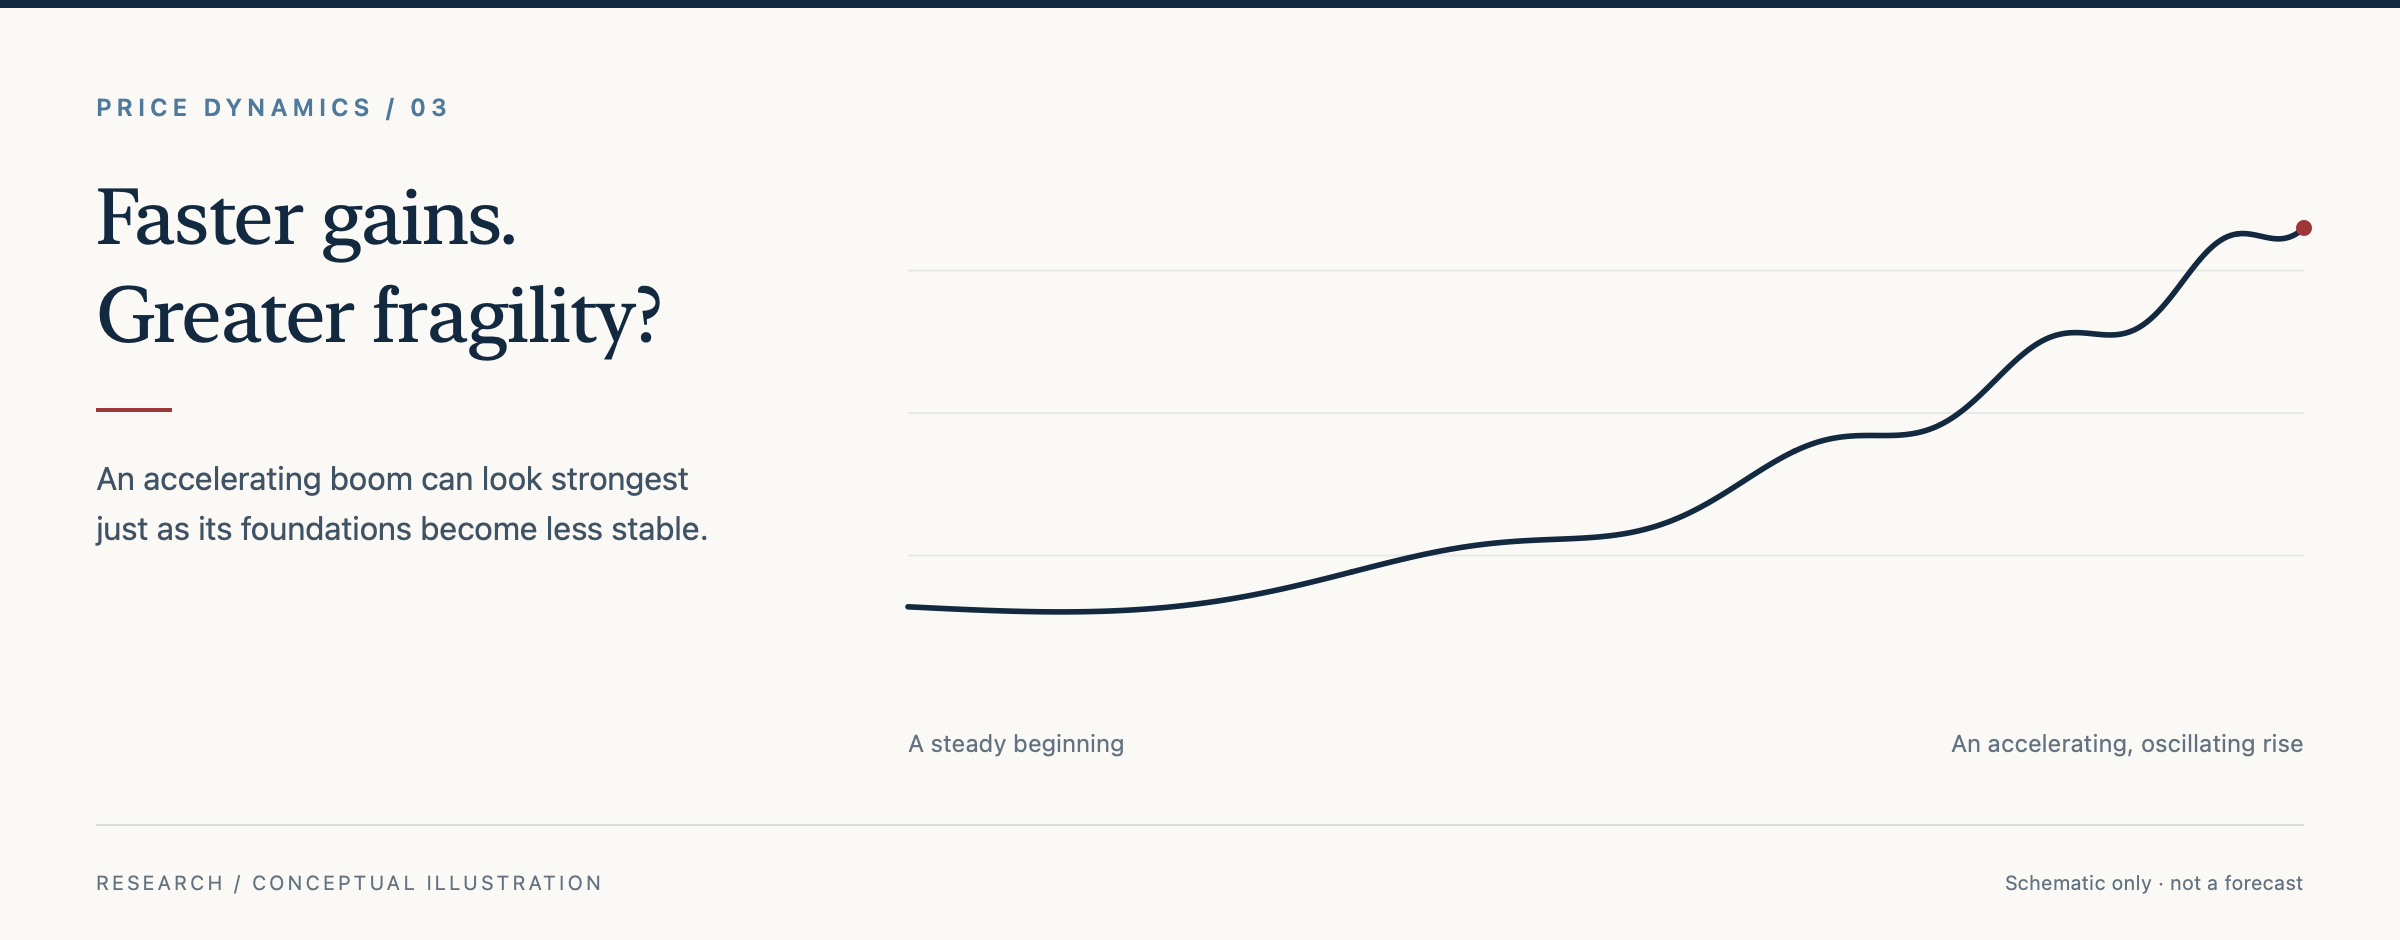 PRICE DYNAMICS / 03
Faster gains.
Greater fragility?
An accelerating boom can look strongest
just as its foundations become less stable.
A steady beginning
An accelerating, oscillating rise
RESEARCH / CONCEPTUAL ILLUSTRATION
Schematic only · not a forecast